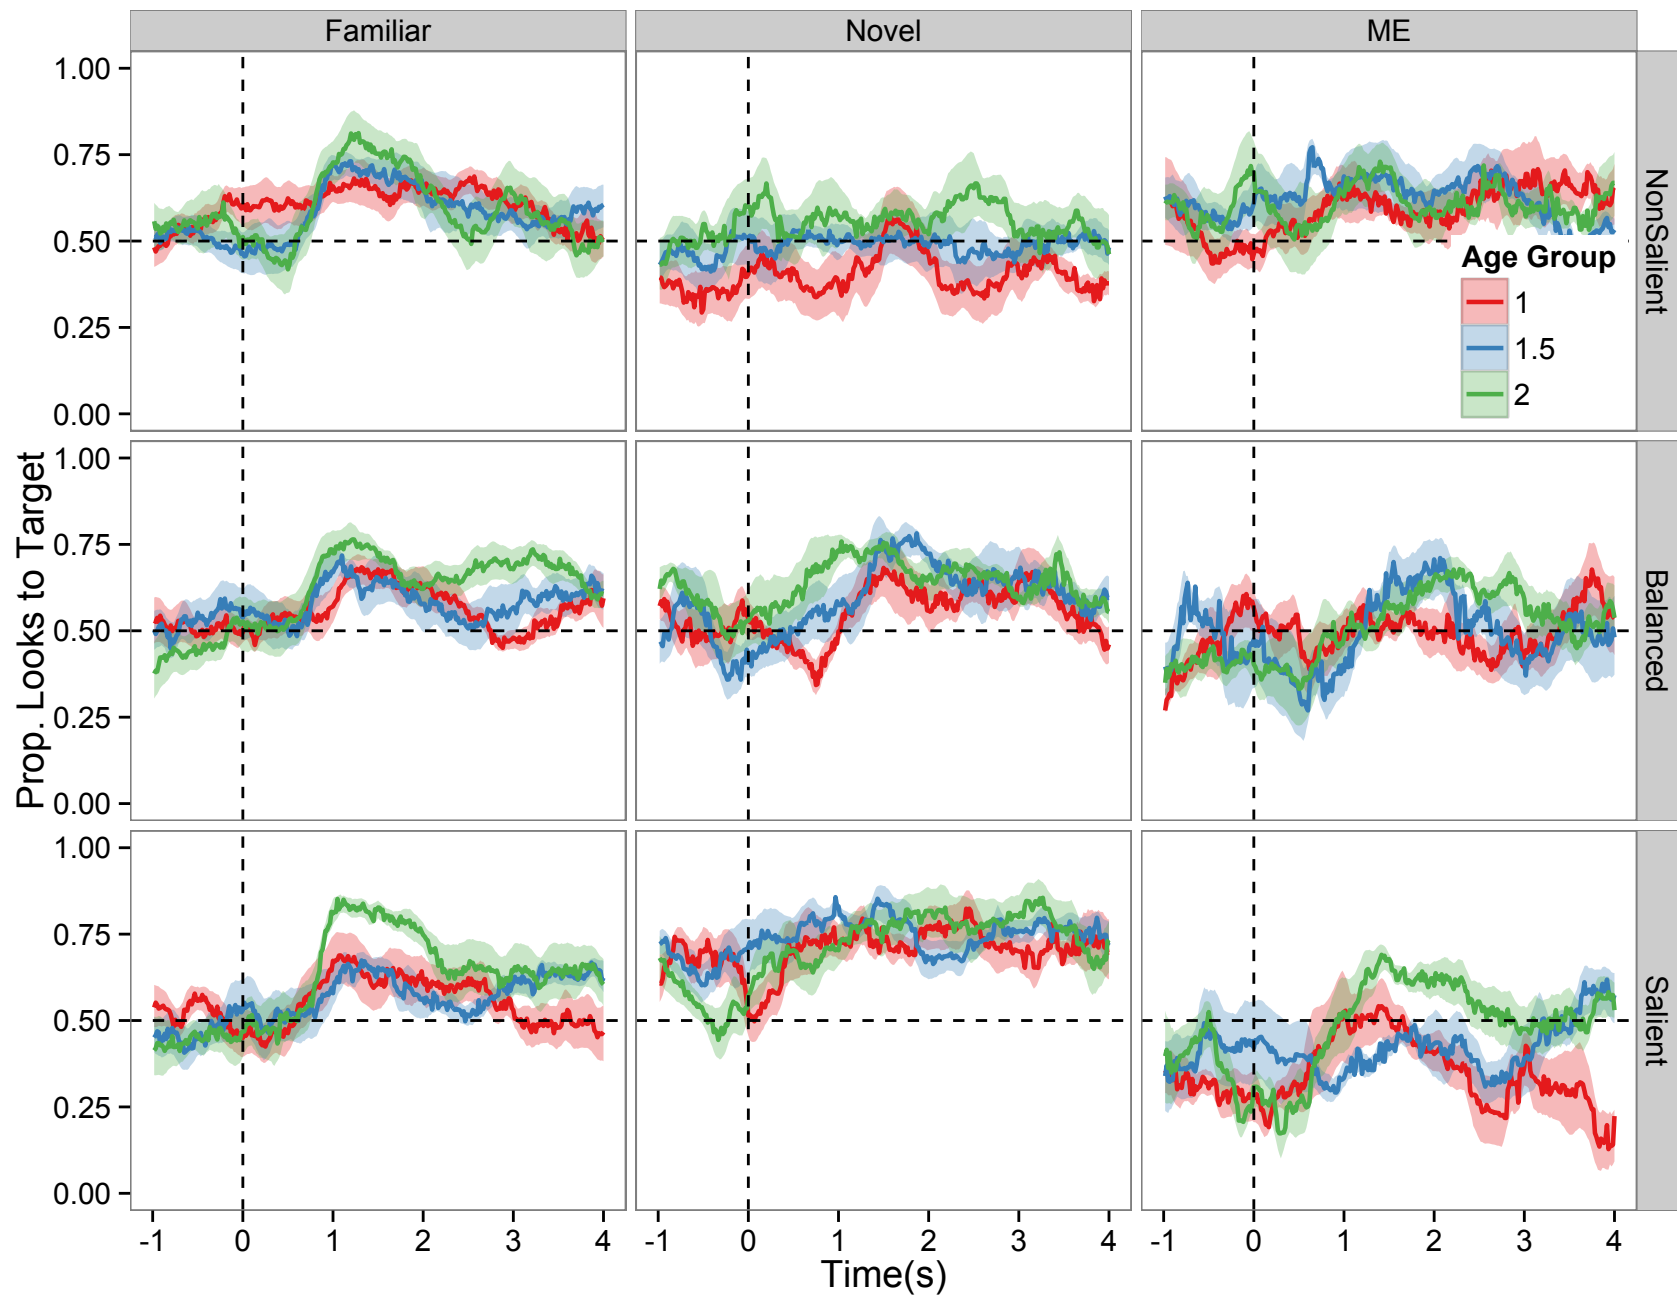 Familiar
Novel
ME
1.00
0.75
0.50
0.25
0.00
NonSalient
Age Group
1
1.5
2
Prop. Looks to Target
1.00
0.75
0.50
0.25
0.00
Balanced
1.00
0.75
0.50
0.25
0.00
Salient
-1 0 1 2 3 4
-1 0 1 2 3 4
-1 0 1 2 3 4
Time(s)